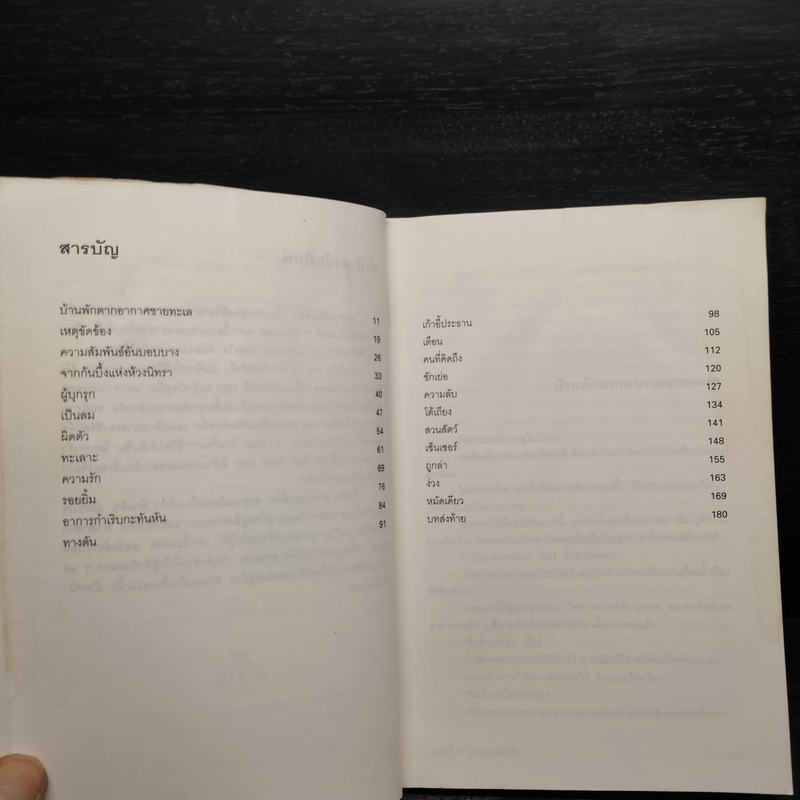 สารบัญ
บ้านพักตากอากาศชายทะเล 11
เหตุขัดข้อง 19
ความสัมพันธ์อันบอบบาง 26
จากก้นบึ้งแห่งห้วงนิทรา 33
ผู้บุกรุก 40
เป็นลม 47
ผิดตัว 54
ทะเลาะ 61
ความรัก 69
รอยยิ้ม 76
อาการกำเริบกะทันหัน 84
ทางตัน 91
เก้าอี้ประธาน 98
เตือน 105
คนที่คิดถึง 112
ชักเย่อ 120
ความลับ 127
โต้เถียง 134
สวนสัตว์ 141
เซ็นเซอร์ 148
ถูกล่า 155
ง่วง 163
หมัดเดียว 169
บทส่งท้าย 180